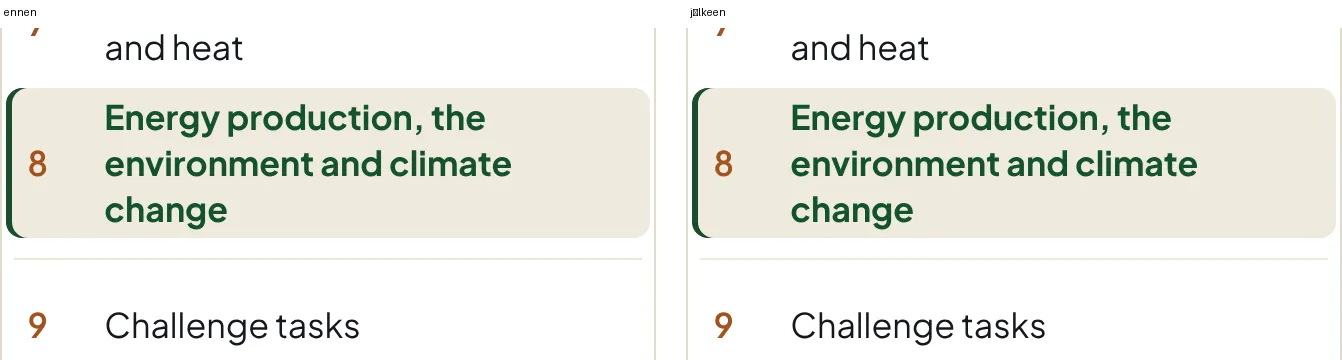 ennen
and heat
8
Energy production, the
environment and climate
change
9
Challenge tasks
and heat
8
Energy production, the
environment and climate
change
9
Challenge tasks